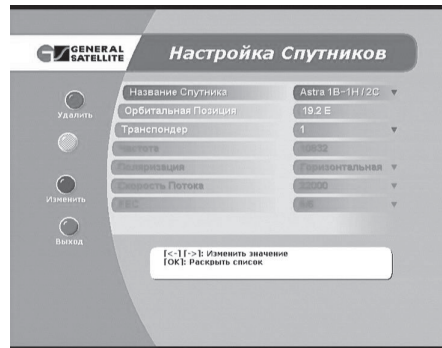 GENERAL
SATELLITE
Настройка Спутников
Удалить
Изменить
Выход
Название Спутника Astra 1B-1H / 2C
Орбитальная Позиция 19.2 E
Транспондер 1
Частота
Поляризация Горизонтальная
Скорость Потока 22000
FEC 5/6
[<-] [->]: Изменить значение
[OK]: Раскрыть список